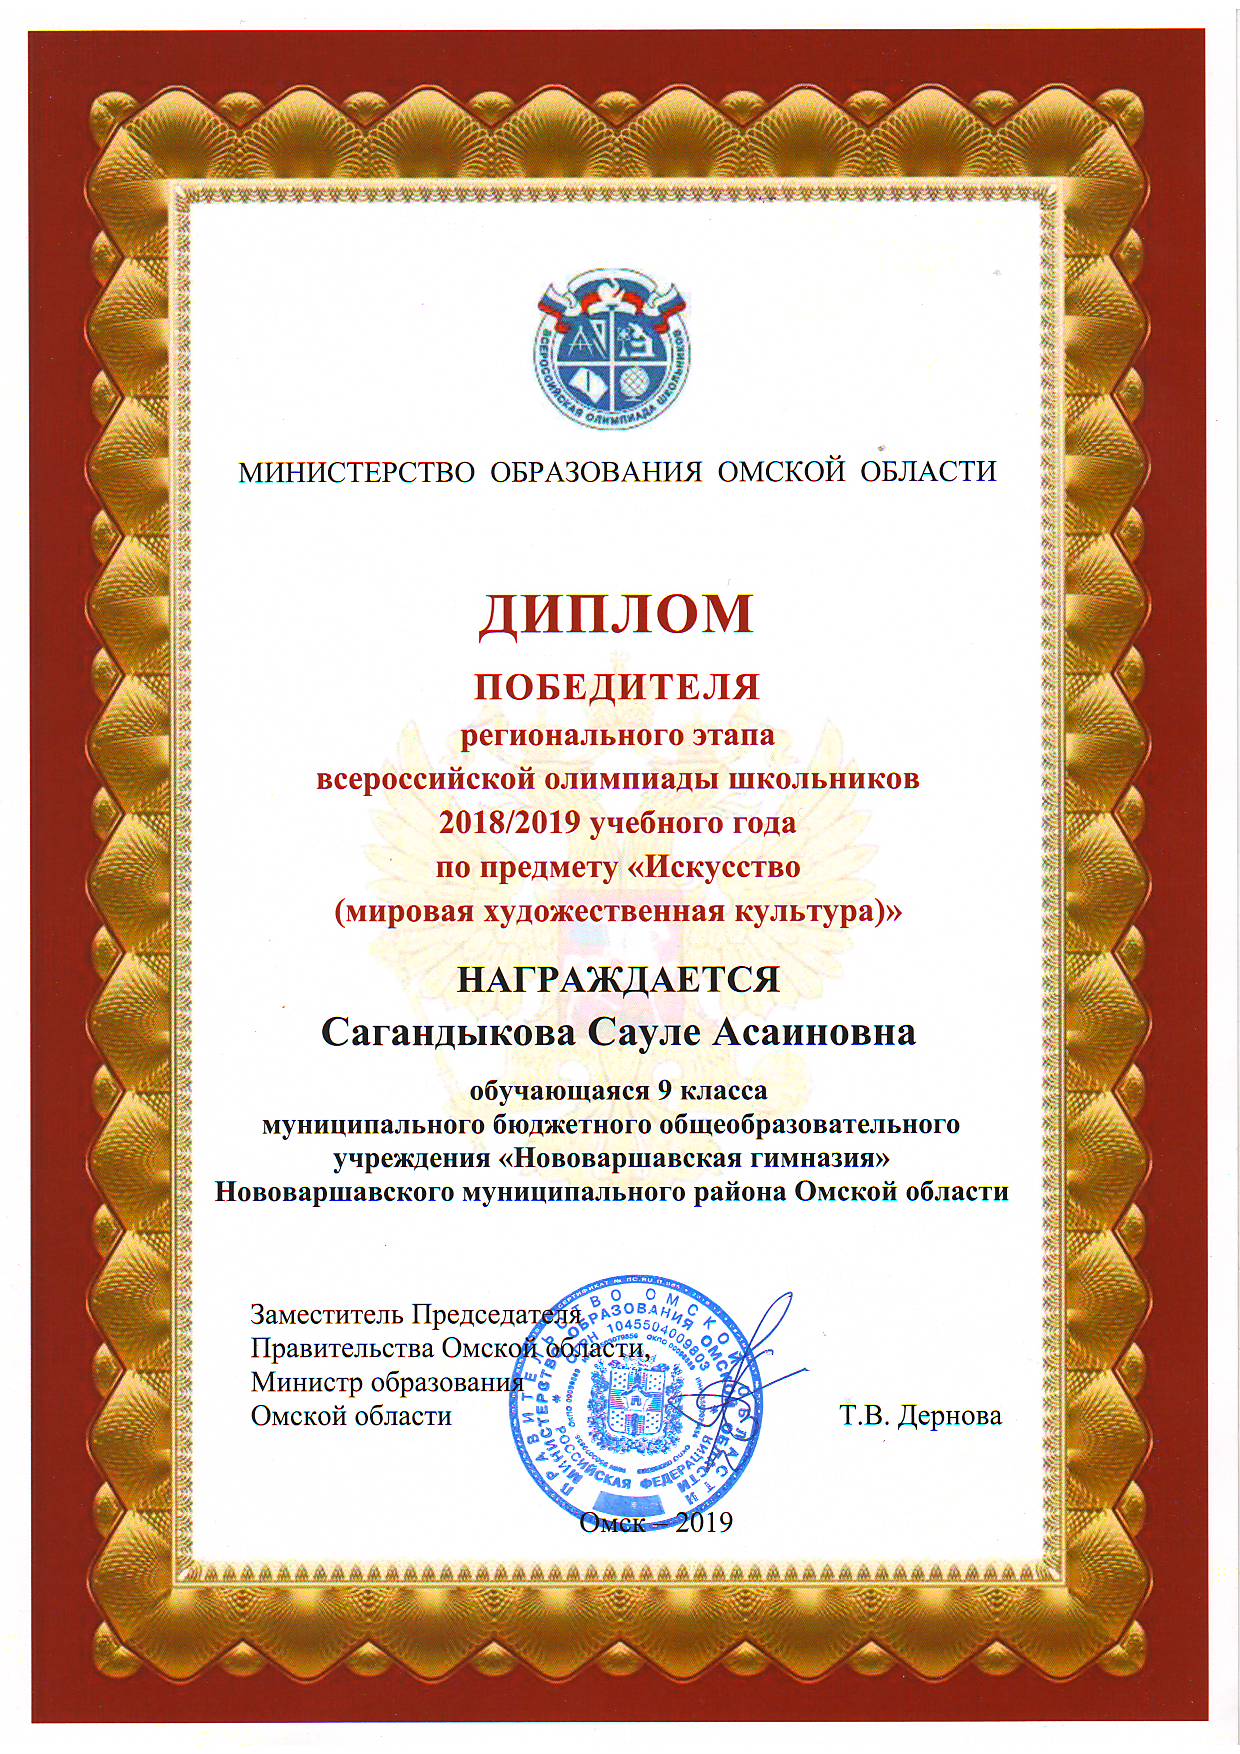 ВСЕРОССИЙСКАЯ ОЛИМПИАДА ШКОЛЬНИКОВ
МИНИСТЕРСТВО ОБРАЗОВАНИЯ ОМСКОЙ ОБЛАСТИ
ДИПЛОМ
ПОБЕДИТЕЛЯ
регионального этапа
всероссийской олимпиады школьников
2018/2019 учебного года
по предмету «Искусство
(мировая художественная культура)»
НАГРАЖДАЕТСЯ
Сагандыкова Сауле Асаиновна
обучающаяся 9 класса
муниципального бюджетного общеобразовательного
учреждения «Нововаршавская гимназия»
Нововаршавского муниципального района Омской области
Заместитель Председателя
Правительства Омской области,
Министр образования
Омской области
Т.В. Дернова
ПРАВИТЕЛЬСТВО ОМСКОЙ ОБЛАСТИ
МИНИСТЕРСТВО ОБРАЗОВАНИЯ ОМСКОЙ ОБЛАСТИ
ОГРН 1045504009803
РОССИЙСКАЯ ФЕДЕРАЦИЯ
Омск – 2019